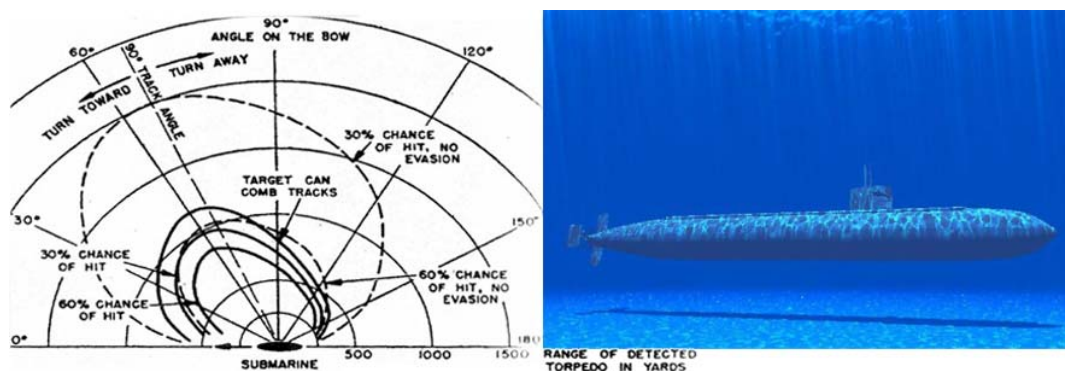 90°
ANGLE ON THE BOW
60°
120°
90° TRACK ANGLE
TURN AWAY
TURN TOWARD
30% CHANCE
OF HIT, NO
EVASION
TARGET CAN
COMB TRACKS
30°
150°
30% CHANCE
OF HIT
60% CHANCE
OF HIT, NO
EVASION
60% CHANCE
OF HIT
0°
180
500
1000
1500
SUBMARINE
RANGE OF DETECTED
TORPEDO IN YARDS